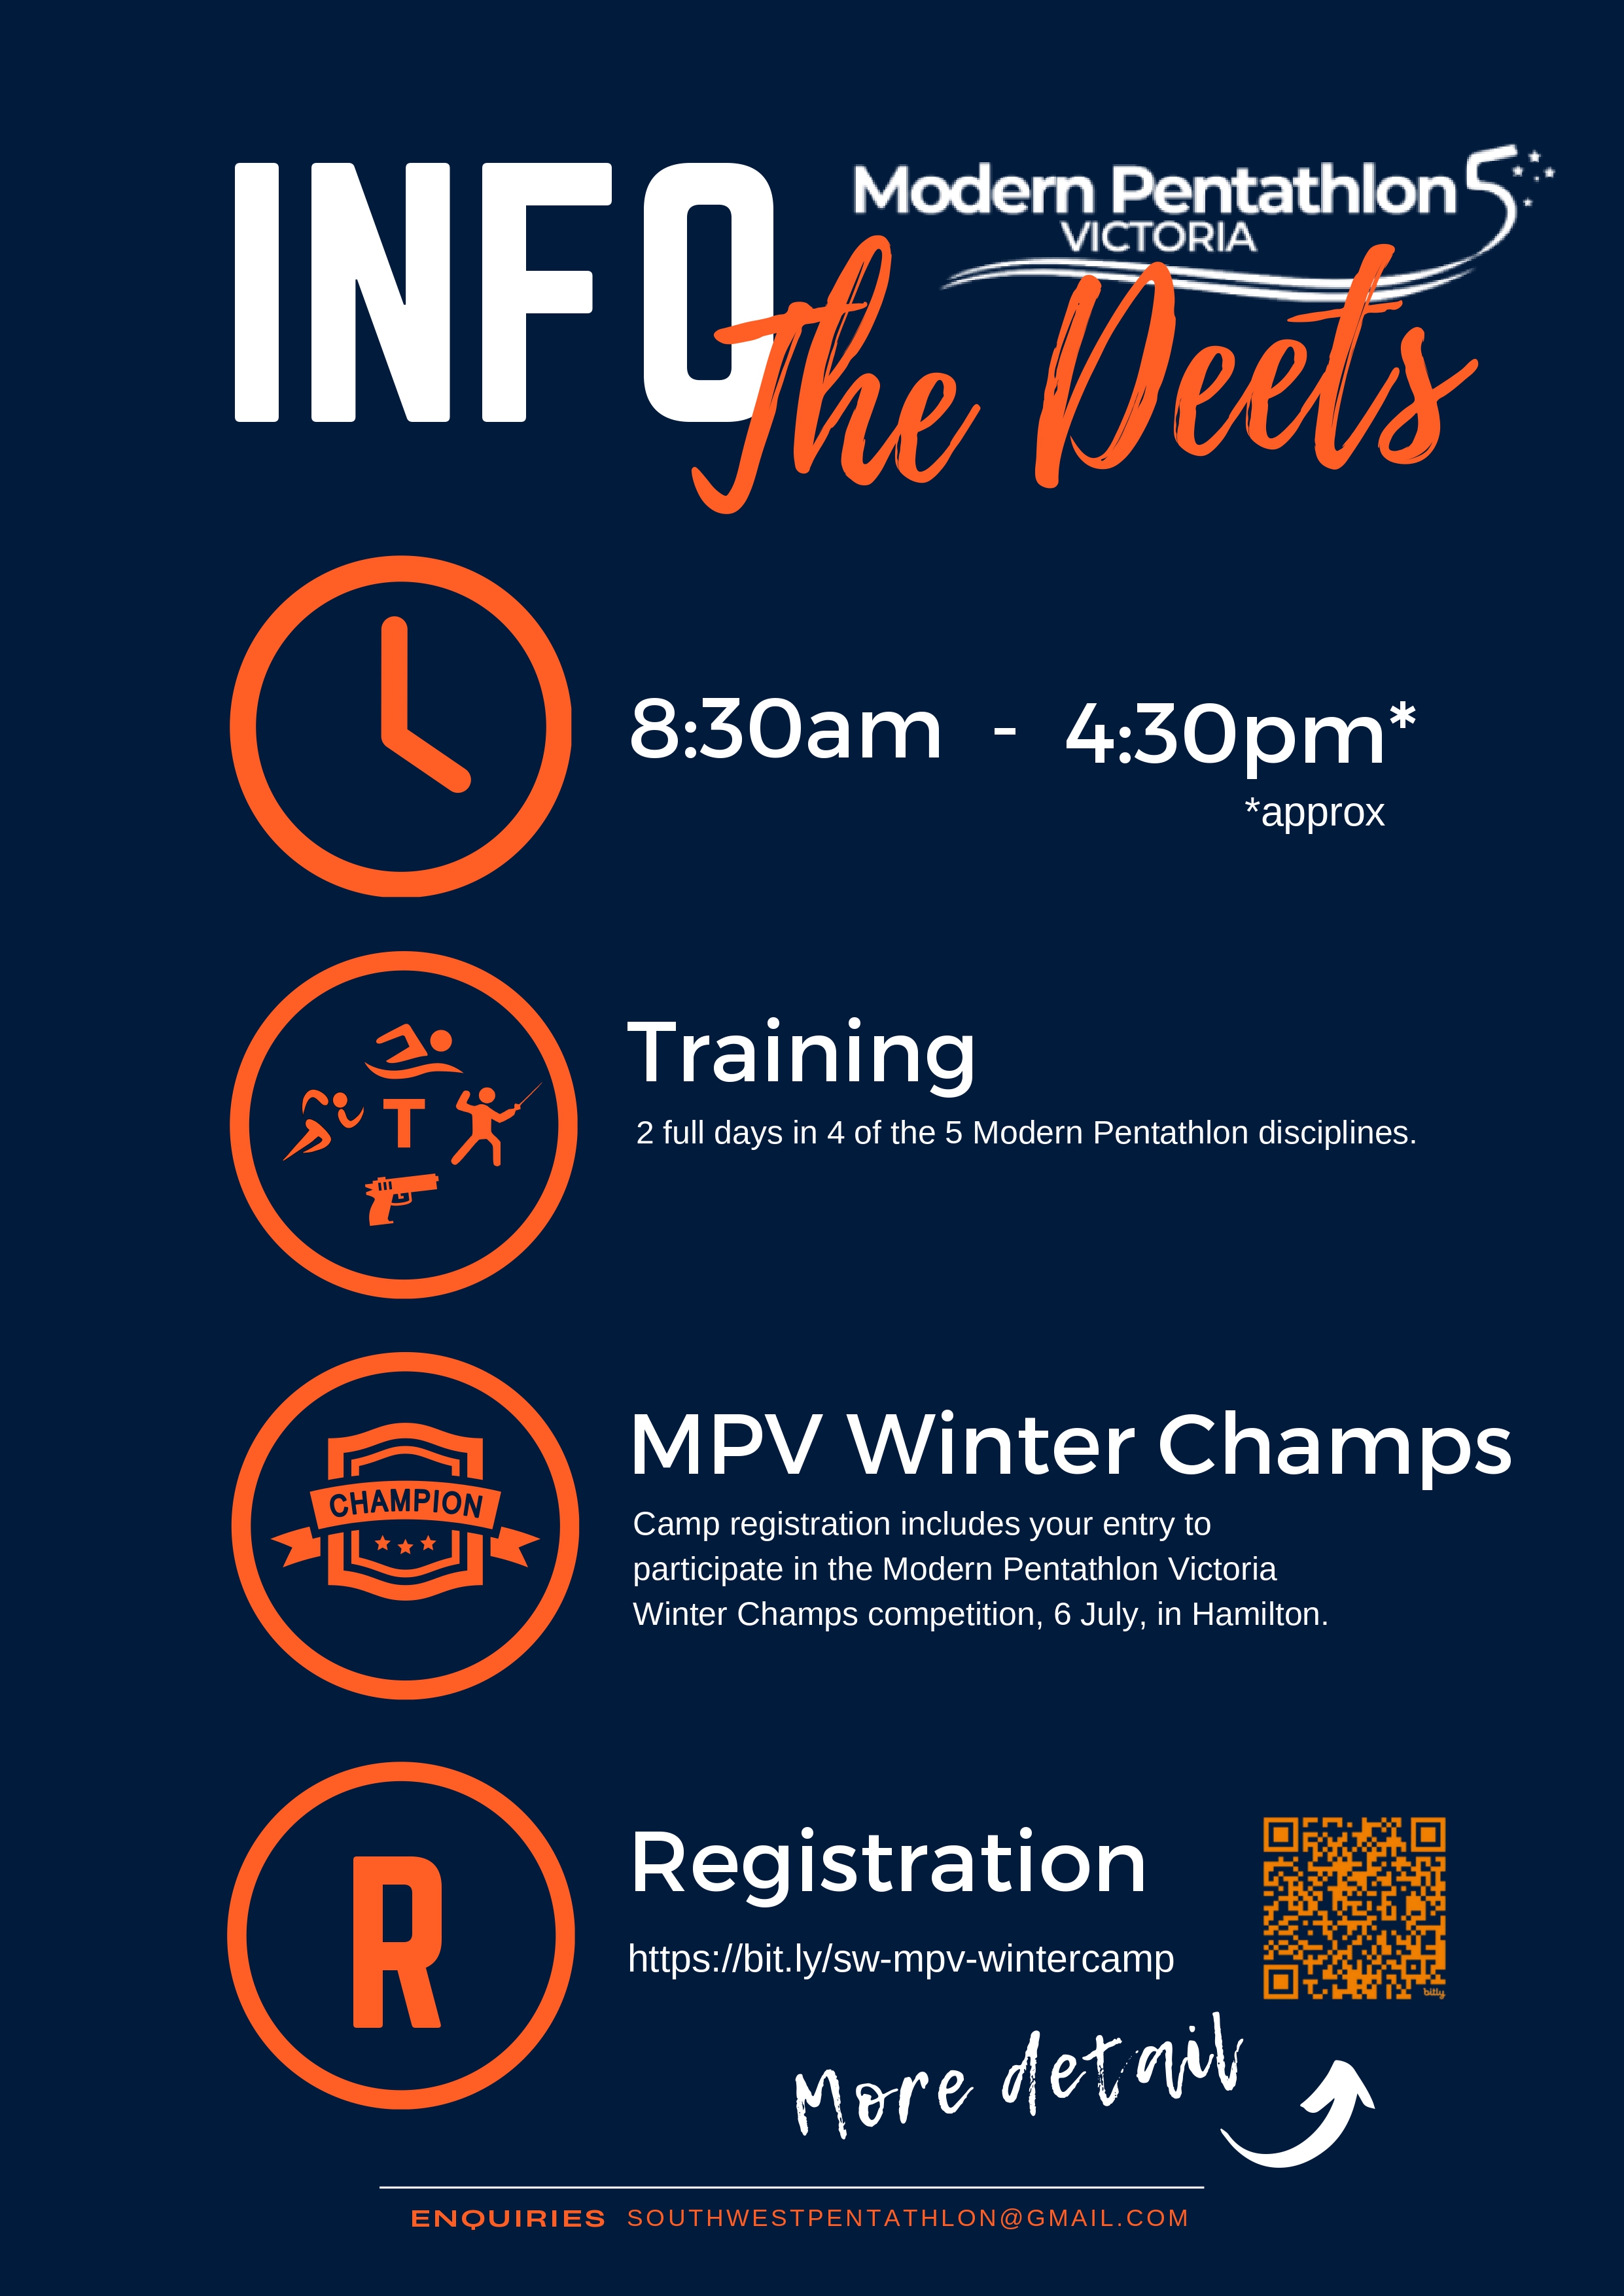 INFO
Modern Pentathlon 5
VICTORIA
The Deets
8:30am - 4:30pm*
*approx
T
G
Training
2 full days in 4 of the 5 Modern Pentathlon disciplines.
CHAMPION
MPV Winter Champs
Camp registration includes your entry to
participate in the Modern Pentathlon Victoria
Winter Champs competition, 6 July, in Hamilton.
R
Registration
https://bit.ly/sw-mpv-wintercamp
bitly
More detail
ENQUIRIES SOUTHWESTPENTATHLON@GMAIL.COM